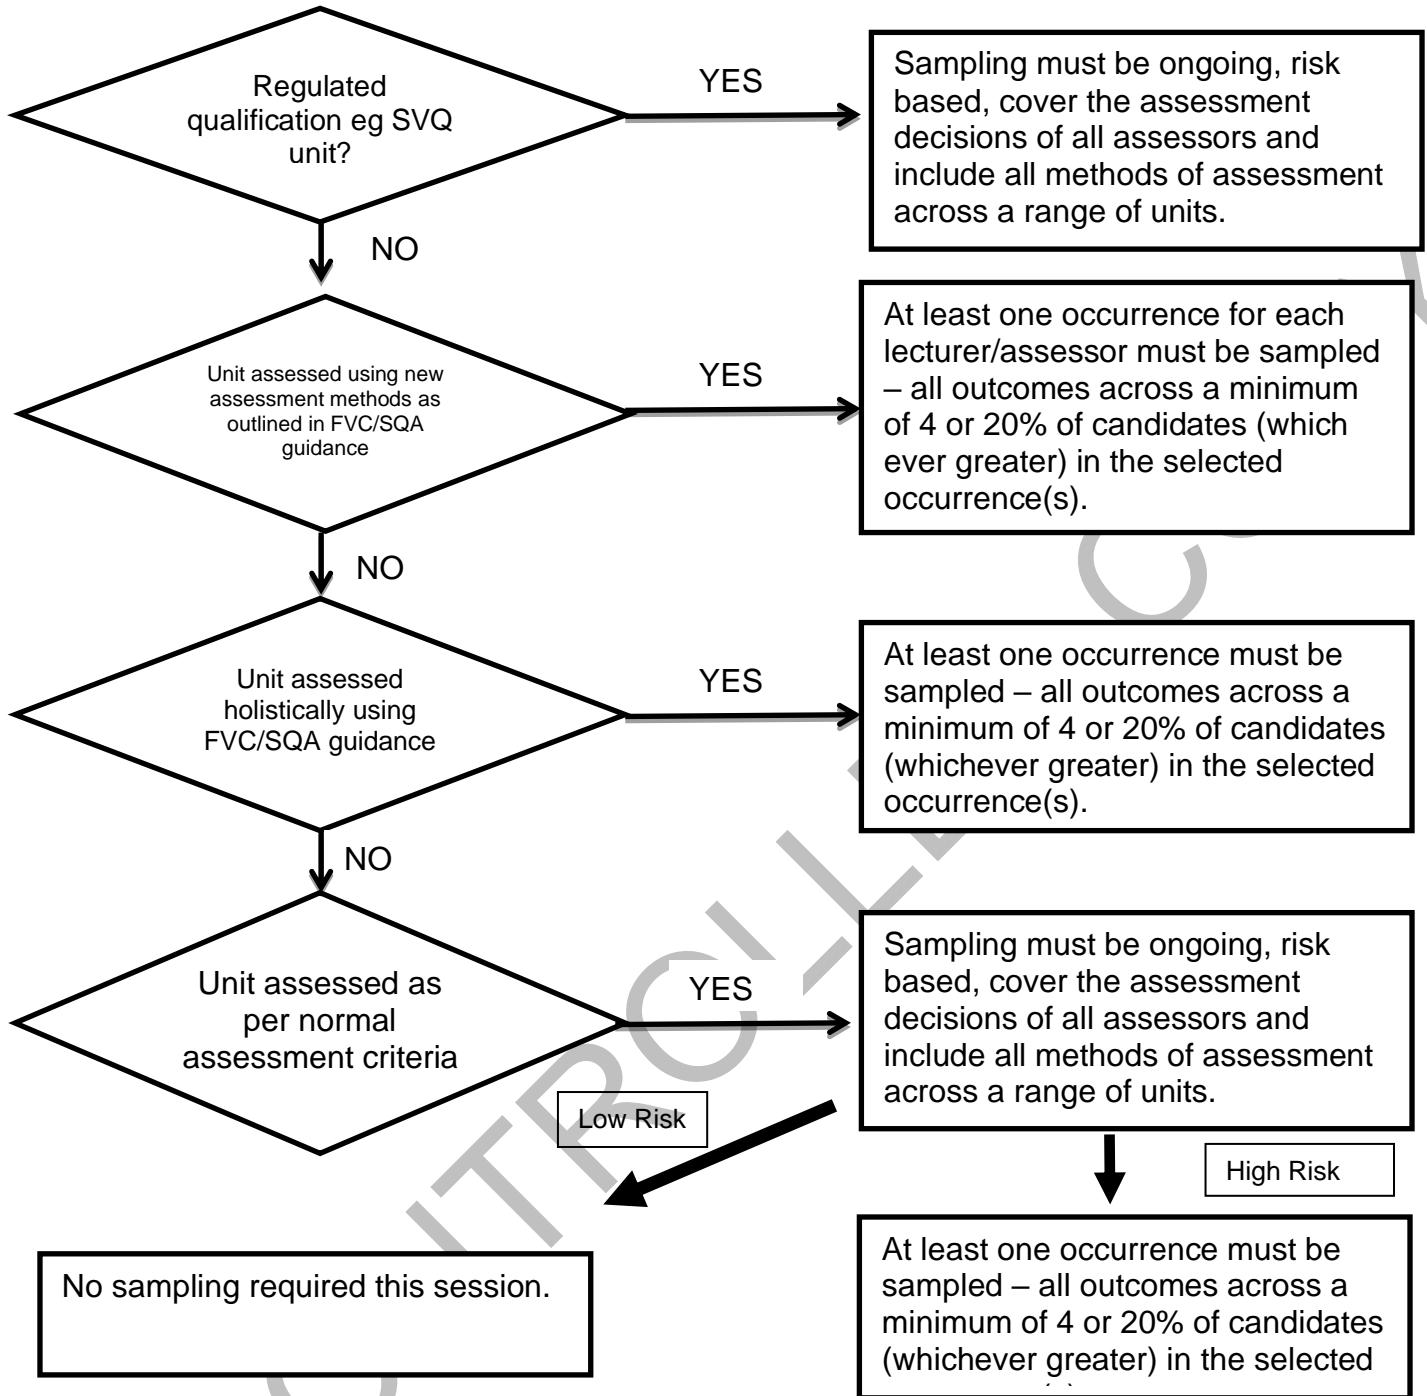 Regulated
qualification eg SVQ
unit?
YES
Sampling must be ongoing, risk
based, cover the assessment
decisions of all assessors and
include all methods of assessment
across a range of units.
NO
Unit assessed using new
assessment methods as
outlined in FVC/SQA
guidance
YES
At least one occurrence for each
lecturer/assessor must be sampled
– all outcomes across a minimum
of 4 or 20% of candidates (which
ever greater) in the selected
occurrence(s).
NO
Unit assessed
holistically using
FVC/SQA guidance
YES
At least one occurrence must be
sampled – all outcomes across a
minimum of 4 or 20% of candidates
(whichever greater) in the selected
occurrence(s).
NO
Unit assessed as
per normal
assessment criteria
YES
Sampling must be ongoing, risk
based, cover the assessment
decisions of all assessors and
include all methods of assessment
across a range of units.
Low Risk
High Risk
No sampling required this session.
At least one occurrence must be
sampled – all outcomes across a
minimum of 4 or 20% of candidates
(whichever greater) in the selected